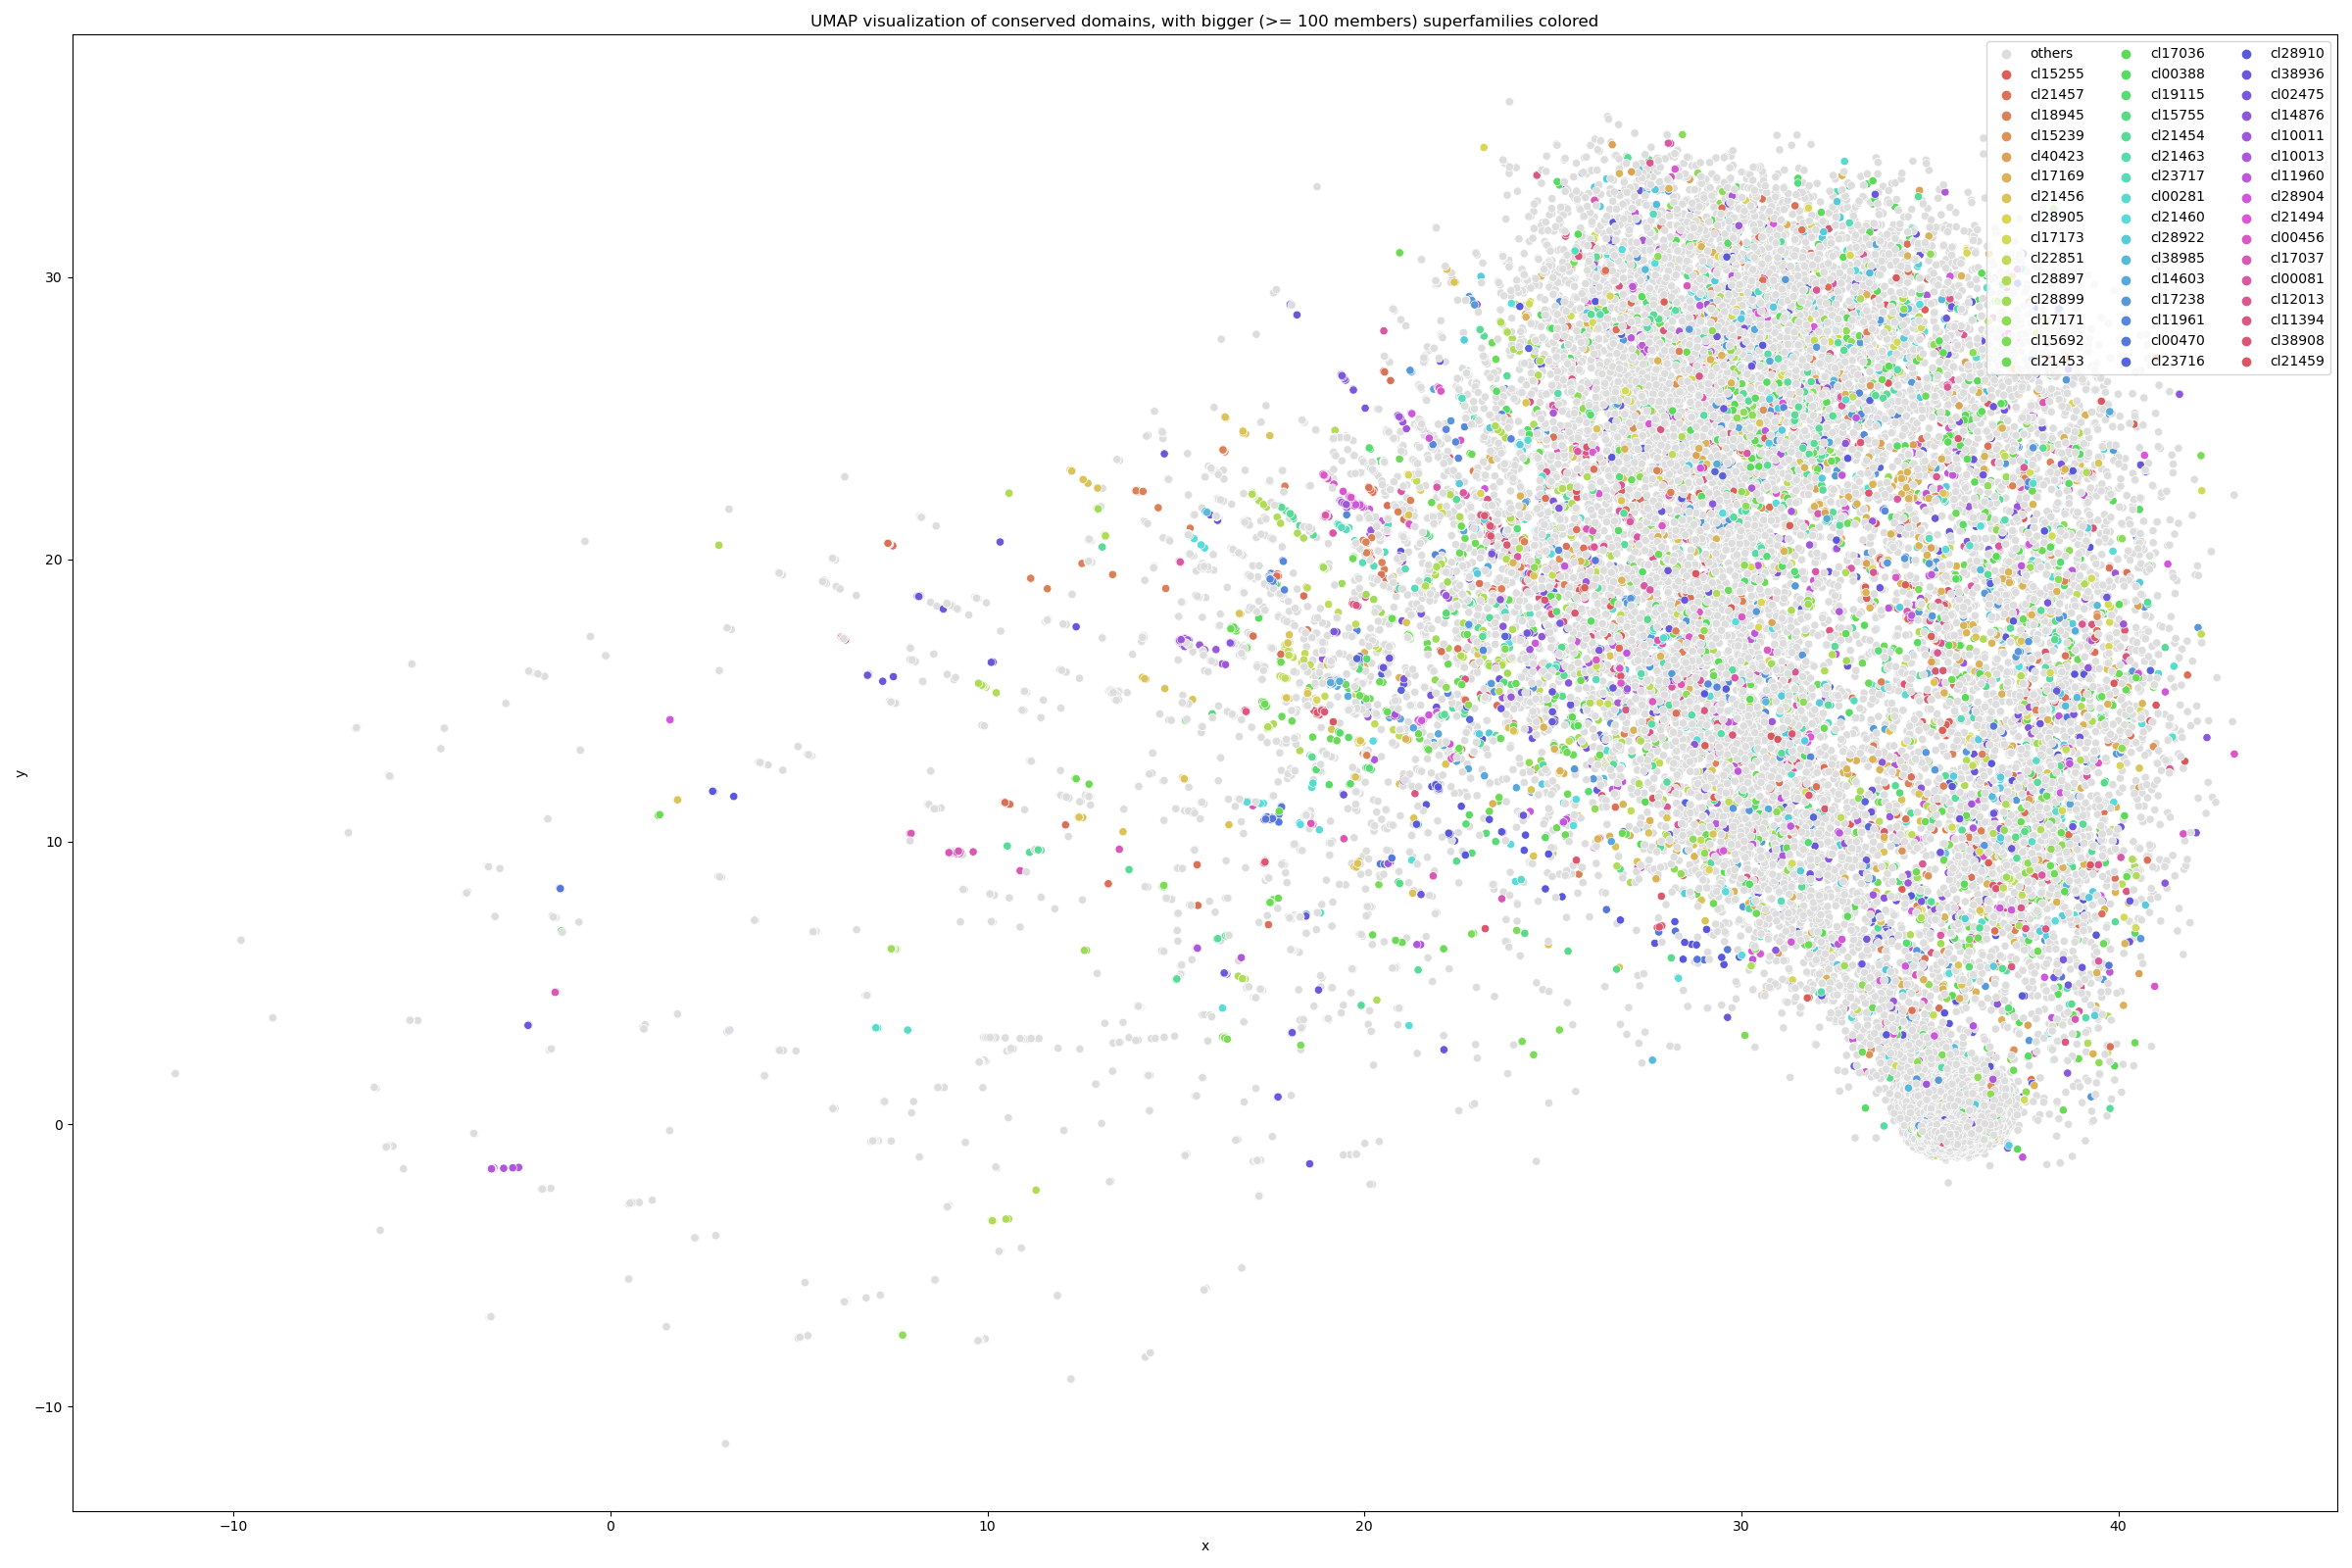 UMAP visualization of conserved domains, with bigger (>= 100 members) superfamilies colored
others
cl15255
cl21457
cl18945
cl15239
cl40423
cl17169
cl21456
cl28905
cl17173
cl22851
cl28897
cl28899
cl17171
cl15692
cl21453
cl17036
cl00388
cl19115
cl15755
cl21454
cl21463
cl23717
cl00281
cl21460
cl28922
cl38985
cl14603
cl17238
cl11961
cl00470
cl23716
cl28910
cl38936
cl02475
cl14876
cl10011
cl10013
cl11960
cl28904
cl21494
cl00456
cl17037
cl00081
cl12013
cl11394
cl38908
cl21459
y
30
20
10
0
−10
−10
0
10
20
30
40
x